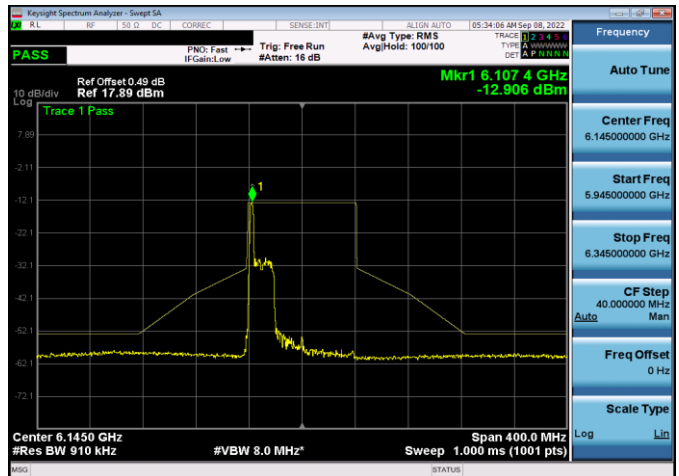 Keysight Spectrum Analyzer - Swept SA
RL RF 50 Ω DC CORREC SENSE:INT ALIGN AUTO 05:34:06 AM Sep 08, 2022
PASS
PNO: Fast
IFGain:Low
Trig: Free Run
#Atten: 16 dB
#Avg Type: RMS
Avg|Hold: 100/100
TRACE 1 2 3 4 5 6
TYPE A WWWWW
DET A P N N N N
Frequency
Auto Tune
Center Freq
6.145000000 GHz
Start Freq
5.945000000 GHz
Stop Freq
6.345000000 GHz
CF Step
40.000000 MHz
Auto Man
Freq Offset
0 Hz
Scale Type
Log Lin
Ref Offset 0.49 dB
10 dB/div Ref 17.89 dBm
Log
Mkr1 6.107 4 GHz
-12.906 dBm
Trace 1 Pass
7.89
-2.11
-12.1
1
-22.1
-32.1
-42.1
-52.1
-62.1
-72.1
Center 6.1450 GHz Span 400.0 MHz
#Res BW 910 kHz #VBW 8.0 MHz* Sweep 1.000 ms (1001 pts)
MSG STATUS